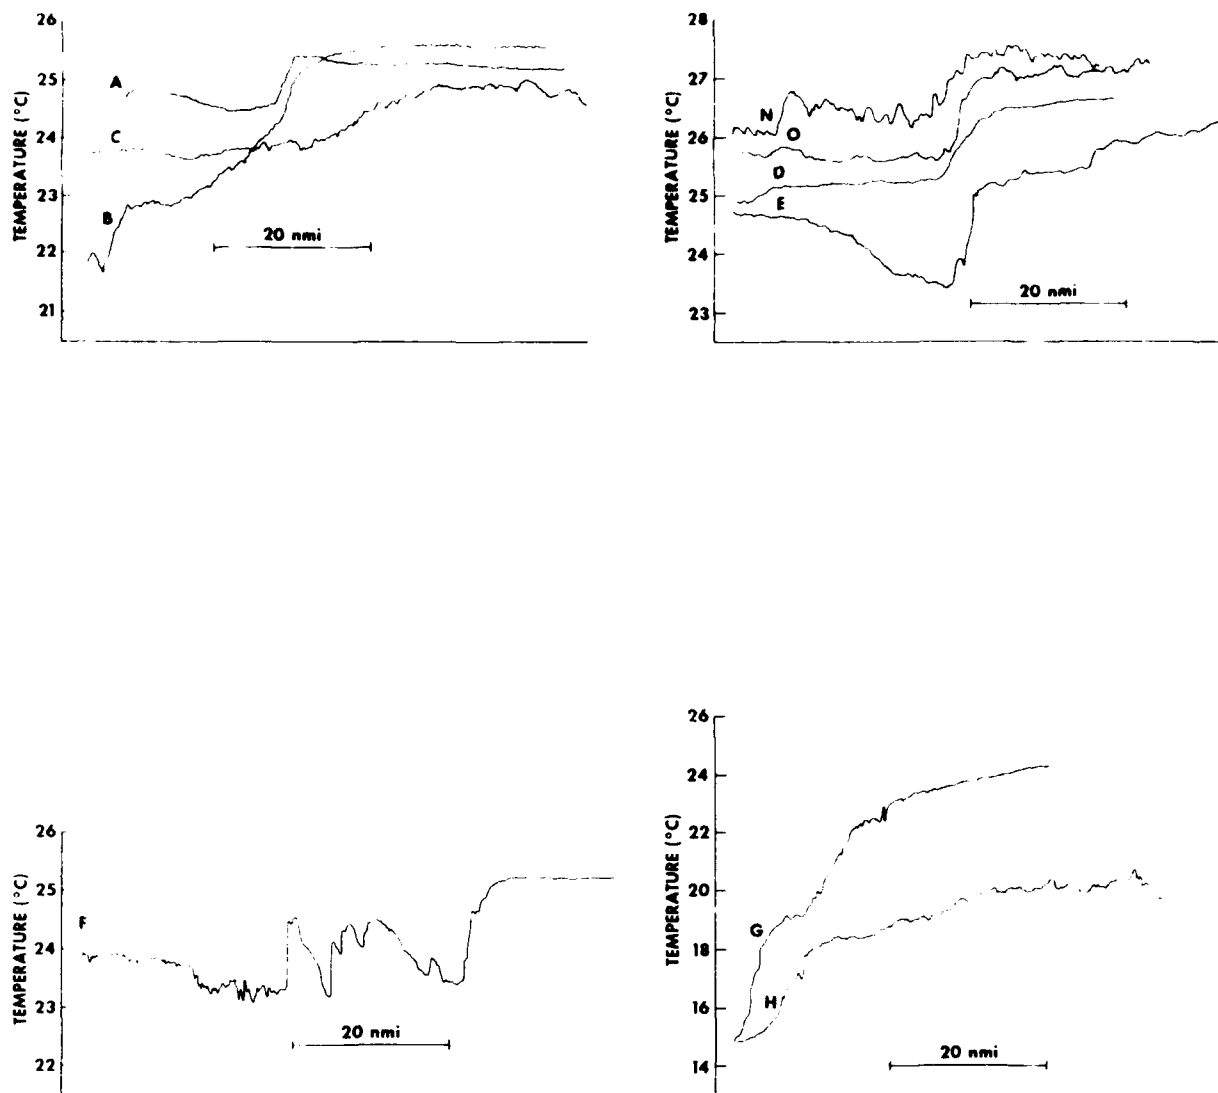 26
25
24
23
22
21
TEMPERATURE (°C)
A
C
B
20 nmi
28
27
26
25
24
23
TEMPERATURE (°C)
N
O
D
E
20 nmi
26
25
24
23
22
TEMPERATURE (°C)
F
20 nmi
26
24
22
20
18
16
14
TEMPERATURE (°C)
G
H
20 nmi